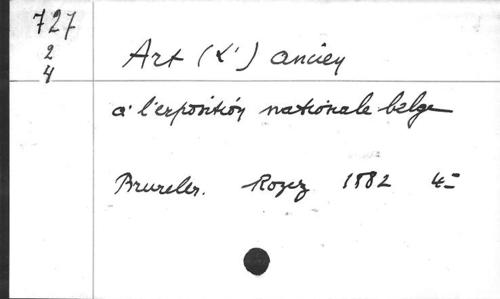 727
2
4
Art (L') ancien
à l'exposition nationale belge
Bruxelles. Rozez 1882 4-